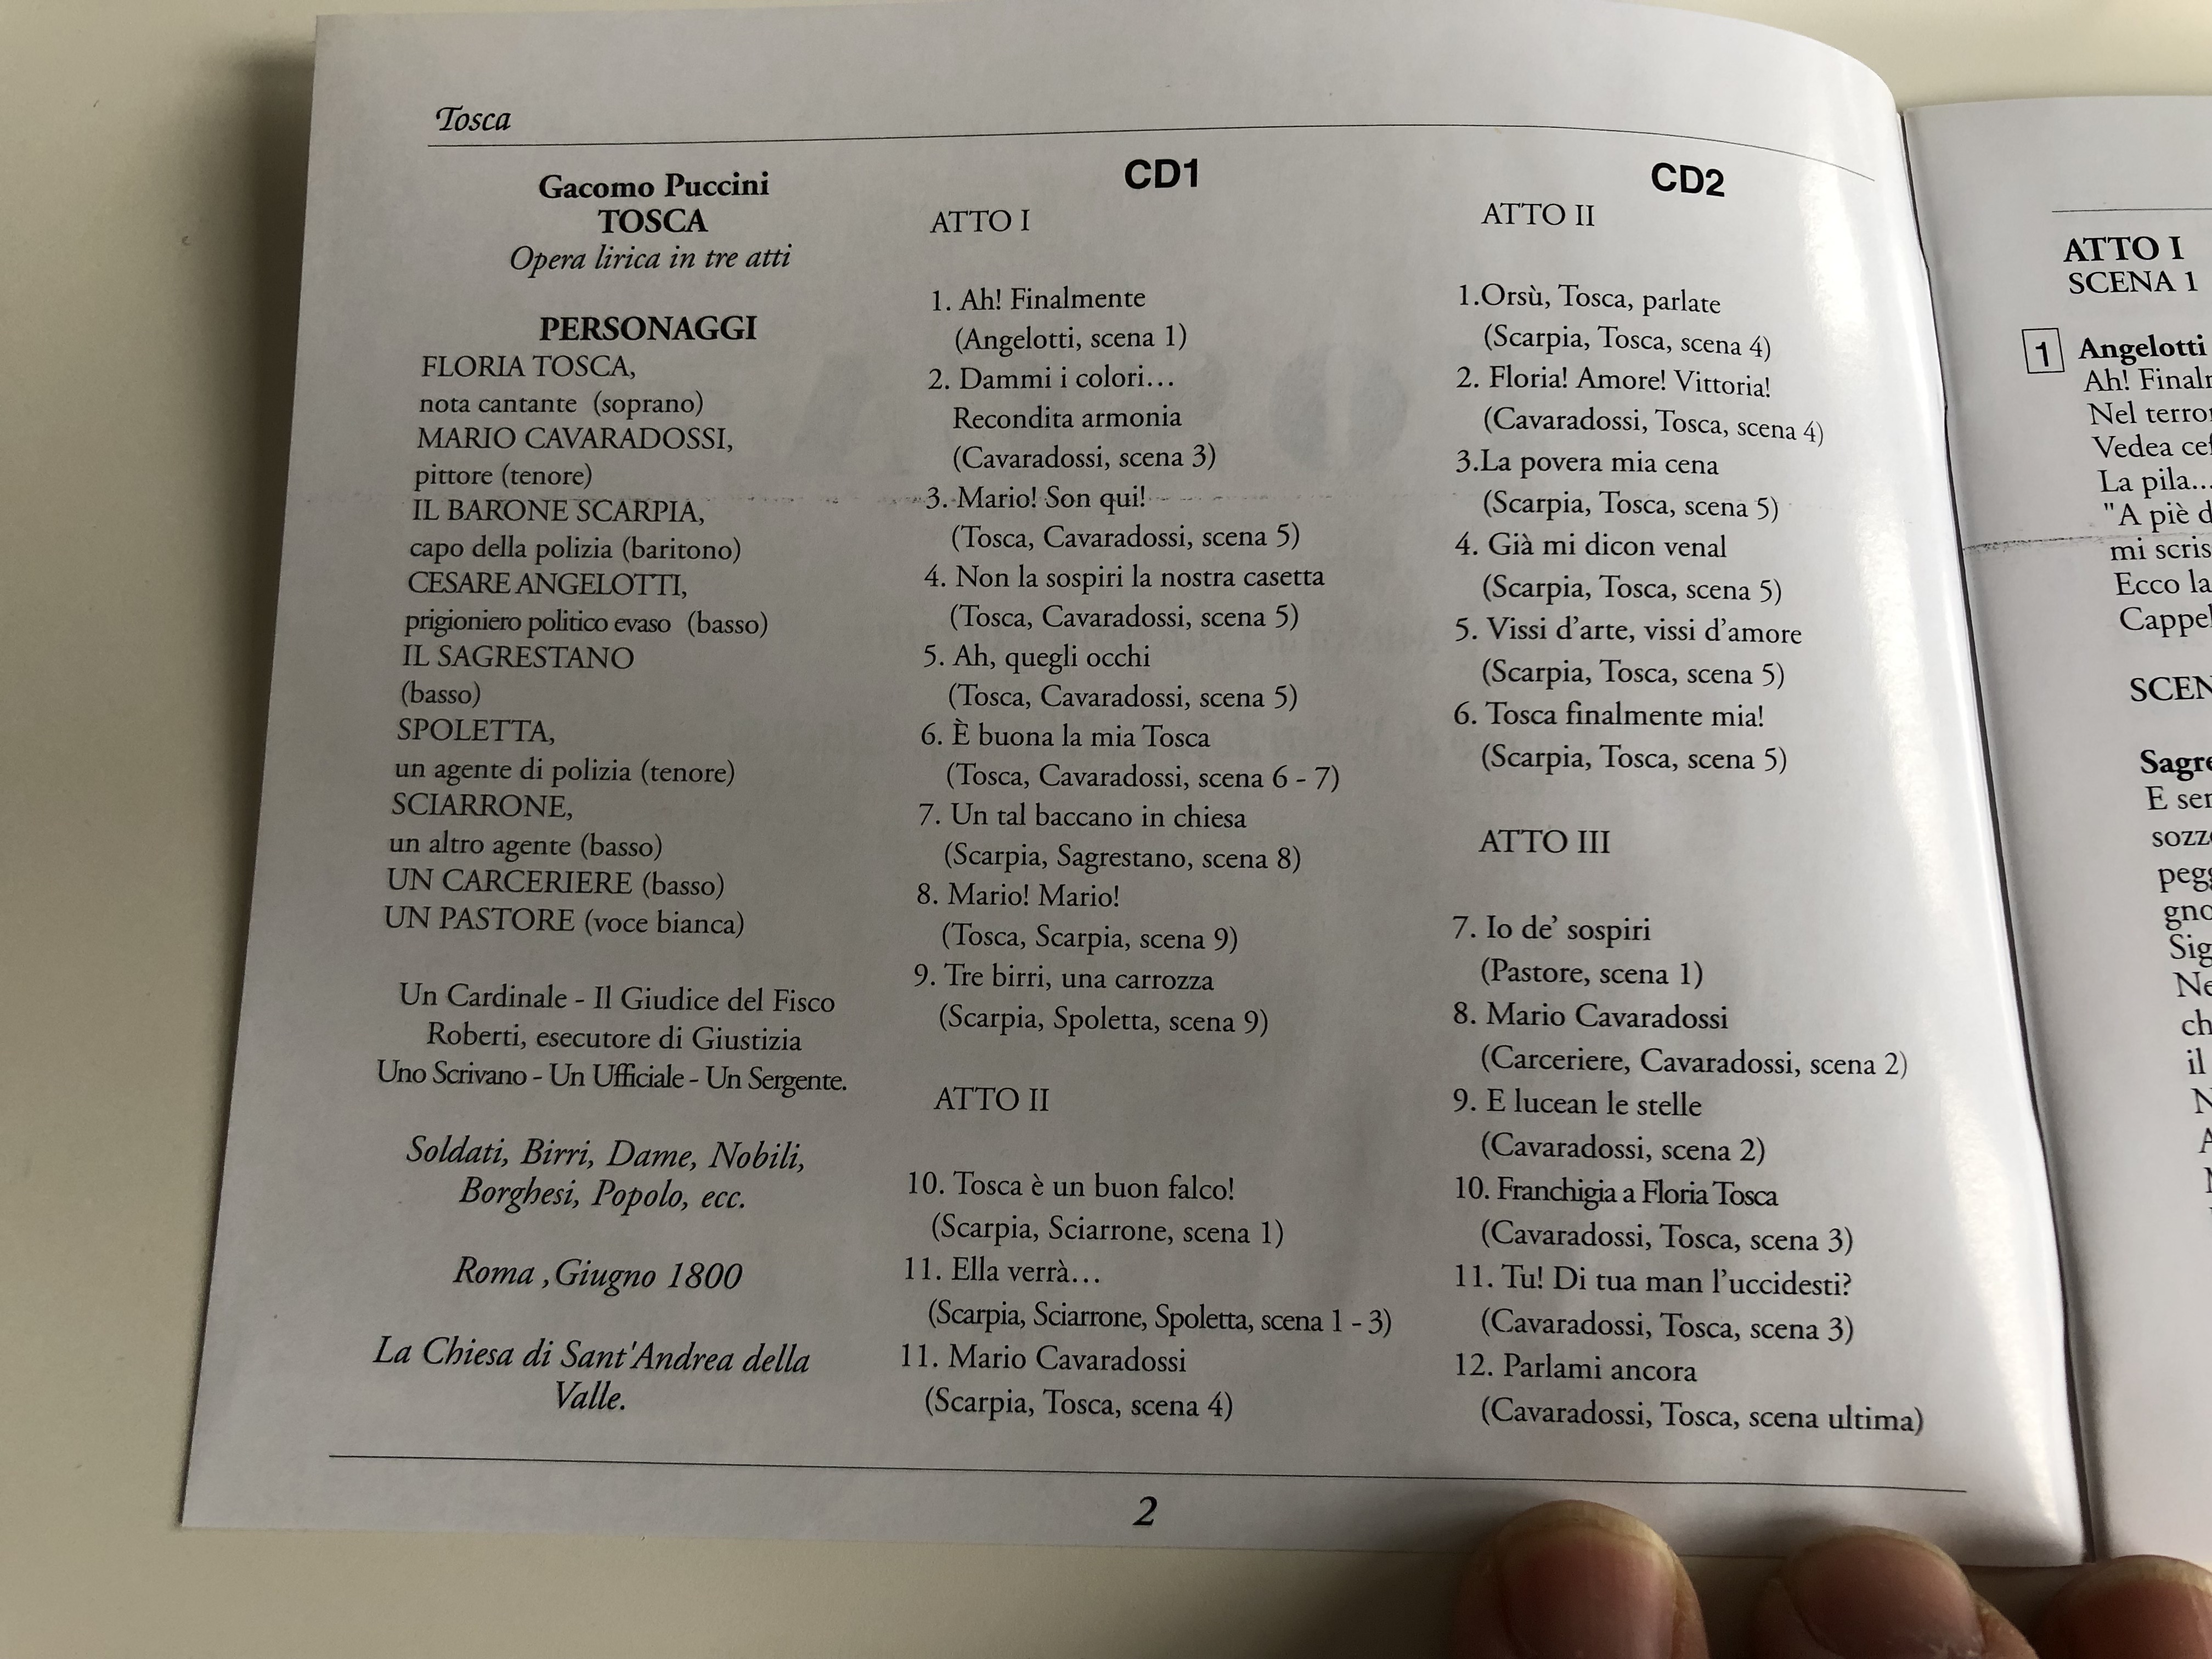 Tosca
Gacomo Puccini
TOSCA
Opera lirica in tre atti
PERSONAGGI
FLORIA TOSCA,
nota cantante (soprano)
MARIO CAVARADOSSI,
pittore (tenore)
IL BARONE SCARPIA,
capo della polizia (baritono)
CESARE ANGELOTTI,
prigioniero politico evaso (basso)
IL SAGRESTANO
(basso)
SPOLETTA,
un agente di polizia (tenore)
SCIARRONE,
un altro agente (basso)
UN CARCERIERE (basso)
UN PASTORE (voce bianca)
Un Cardinale - Il Giudice del Fisco
Roberti, esecutore di Giustizia
Uno Scrivano - Un Ufficiale - Un Sergente.
Soldati, Birri, Dame, Nobili,
Borghesi, Popolo, ecc.
Roma ,Giugno 1800
La Chiesa di Sant'Andrea della
Valle.
CD1
ATTO I
1. Ah! Finalmente
(Angelotti, scena 1)
2. Dammi i colori...
Recondita armonia
(Cavaradossi, scena 3)
3. Mario! Son qui!
(Tosca, Cavaradossi, scena 5)
4. Non la sospiri la nostra casetta
(Tosca, Cavaradossi, scena 5)
5. Ah, quegli occhi
(Tosca, Cavaradossi, scena 5)
6. È buona la mia Tosca
(Tosca, Cavaradossi, scena 6 - 7)
7. Un tal baccano in chiesa
(Scarpia, Sagrestano, scena 8)
8. Mario! Mario!
(Tosca, Scarpia, scena 9)
9. Tre birri, una carrozza
(Scarpia, Spoletta, scena 9)
ATTO II
10. Tosca è un buon falco!
(Scarpia, Sciarrone, scena 1)
11. Ella verrà...
(Scarpia, Sciarrone, Spoletta, scena 1 - 3)
11. Mario Cavaradossi
(Scarpia, Tosca, scena 4)
CD2
ATTO II
1.Orsù, Tosca, parlate
(Scarpia, Tosca, scena 4)
2. Floria! Amore! Vittoria!
(Cavaradossi, Tosca, scena 4)
3.La povera mia cena
(Scarpia, Tosca, scena 5)
4. Già mi dicon venal
(Scarpia, Tosca, scena 5)
5. Vissi d'arte, vissi d'amore
(Scarpia, Tosca, scena 5)
6. Tosca finalmente mia!
(Scarpia, Tosca, scena 5)
ATTO III
7. Io de' sospiri
(Pastore, scena 1)
8. Mario Cavaradossi
(Carceriere, Cavaradossi, scena 2)
9. E lucean le stelle
(Cavaradossi, scena 2)
10. Franchigia a Floria Tosca
(Cavaradossi, Tosca, scena 3)
11. Tu! Di tua man l'uccidesti?
(Cavaradossi, Tosca, scena 3)
12. Parlami ancora
(Cavaradossi, Tosca, scena ultima)
2
ATTO I
SCENA 1
1 Angelotti
Ah!
Nel
Vedea
La pila...
"A piè
mi
Ecco la
E
il